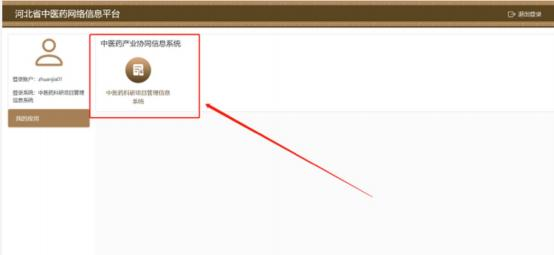 河北省中医药网络信息平台
退出登录
中医药产业协同信息系统
登录账户：zhuanjia01
登录系统：中医药科研项目管理
信息系统
中医药科研项目管理信息
系统
我的应用